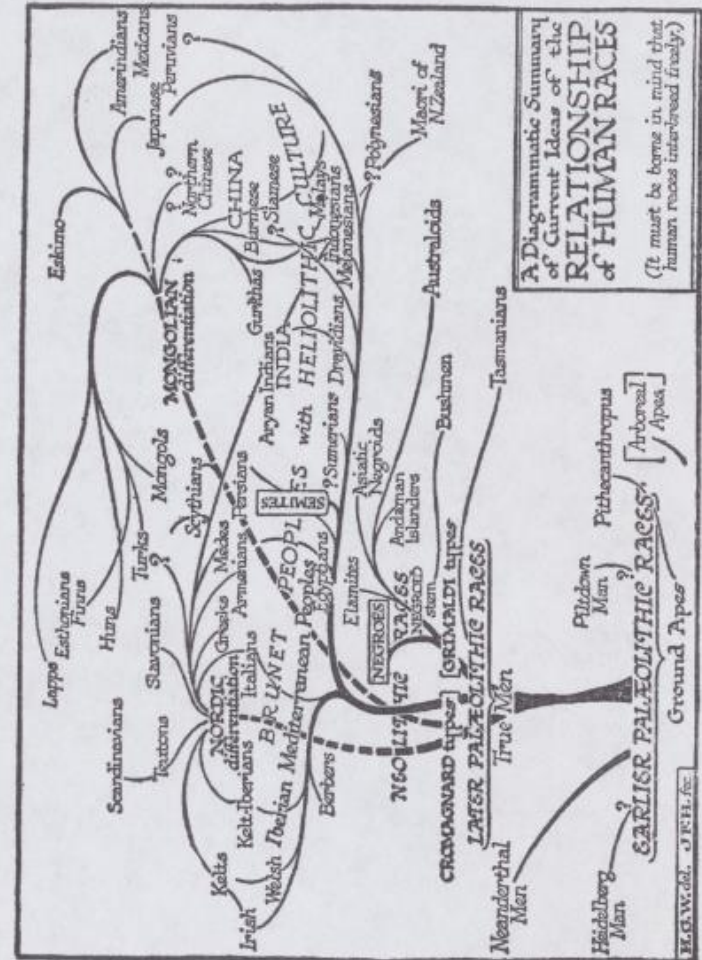 A Diagrammatic Summary
of Current Ideas of the
RELATIONSHIP
of HUMAN RACES
(It must be borne in mind that
human races interbreed freely.)
Eskimo
Amerindians
Mexicans
Peruvians
?
Japanese
? ?
Northern
Chinese
MONGOLIAN
differentiation
CHINA
Burmese
? Siamese
Gurkhas
Malays
Indonesians
Melanesians
? Polynesians
Maori of
N.Zealand
Lapps
Esthonians
Finns
Huns
Turks
Mongols
Scythians
?
Scandinavians
Teutons
Slavonians
NORDIC
differentiation
Greeks
Italians
Medes
Armenians
Persians
Aryan Indians
INDIA
Kelts
Irish
Welsh
Kelt-Iberians
BRUNET
PEOPLES with HELIOLITHIC CULTURE
Iberian Mediterranean Peoples
Egyptians
SEMITES
? Sumerians
Dravidians
Berbers
Elamites
Asiatic
Negroids
Andaman
Islanders
Australoids
NEOLITHIC RACES
NEGROES
NEGROID
stem
Bushmen
Tasmanians
CROMAGNARD types
GRIMALDI types
LATER PALÆOLITHIC RACES
True Men
Neanderthal
Men
Heidelberg
Man
?
Piltdown
Man
?
Pithecanthropus
Arboreal
Apes
EARLIER PALÆOLITHIC RACES
Ground Apes
H.G.W. del. J.F.H. fec.